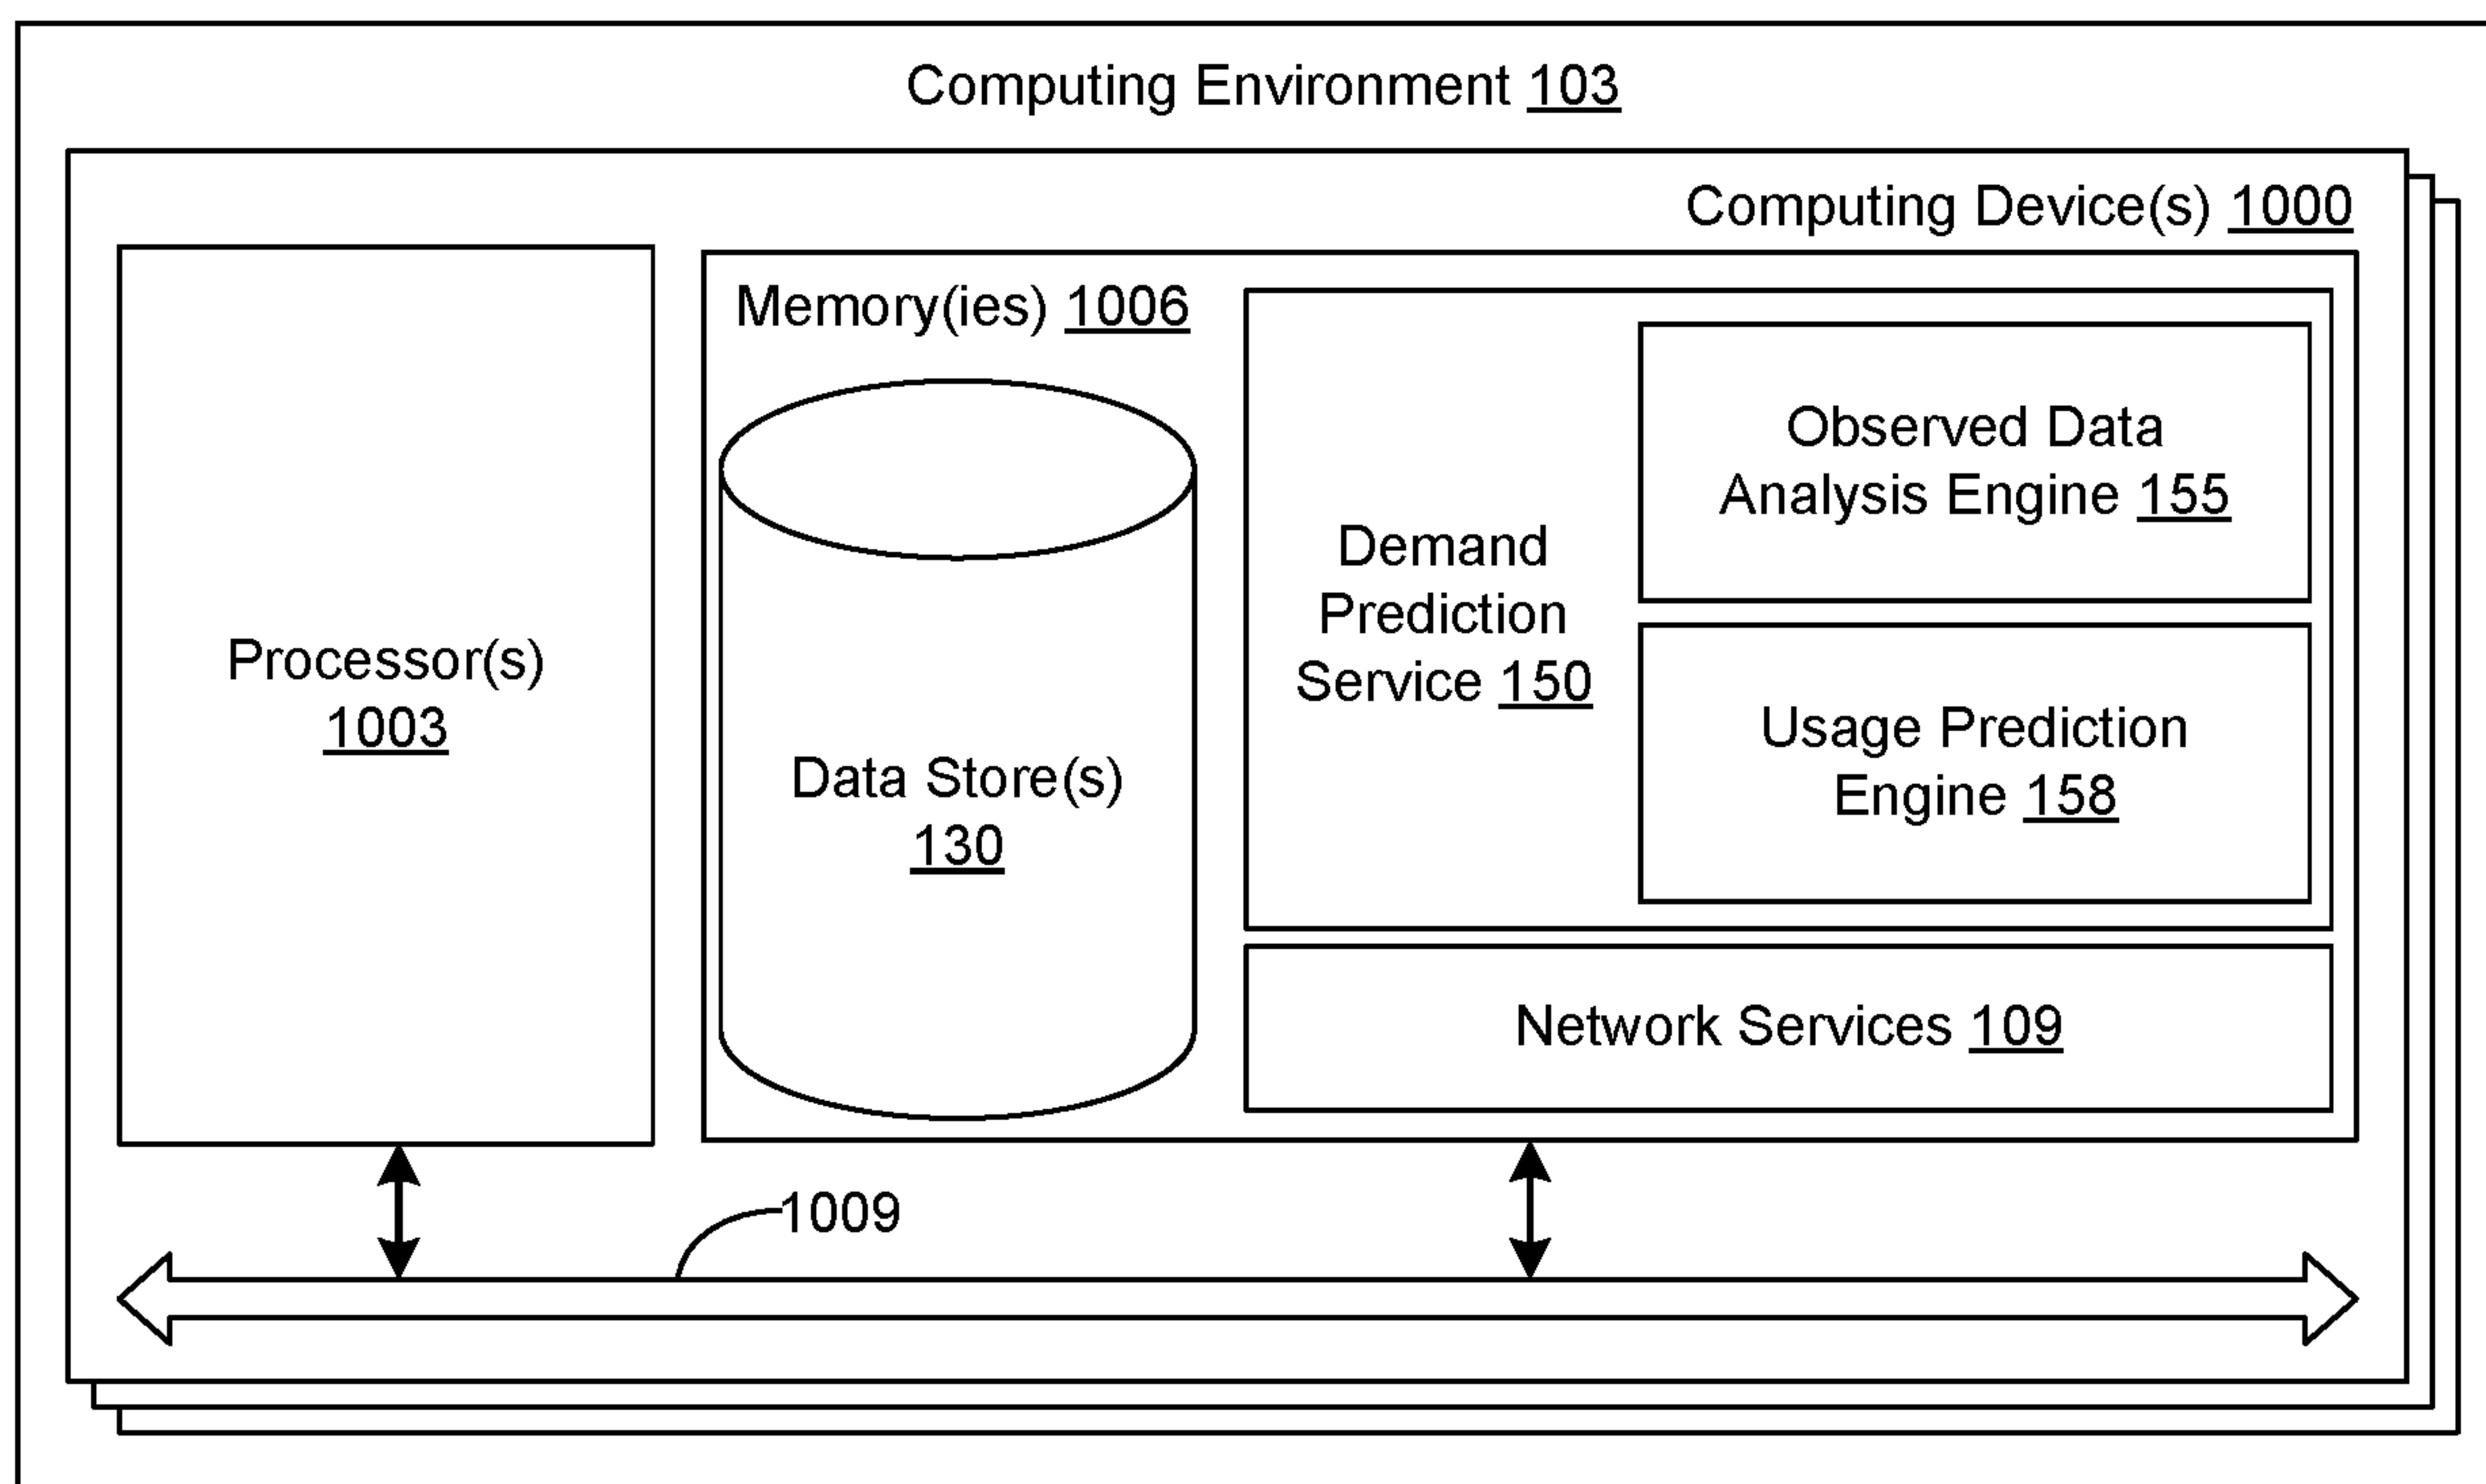 Computing Environment 103
Computing Device(s) 1000
Memory(ies) 1006
Processor(s)
1003
Data Store(s)
130
Demand
Prediction
Service 150
Observed Data
Analysis Engine 155
Usage Prediction
Engine 158
Network Services 109
1009